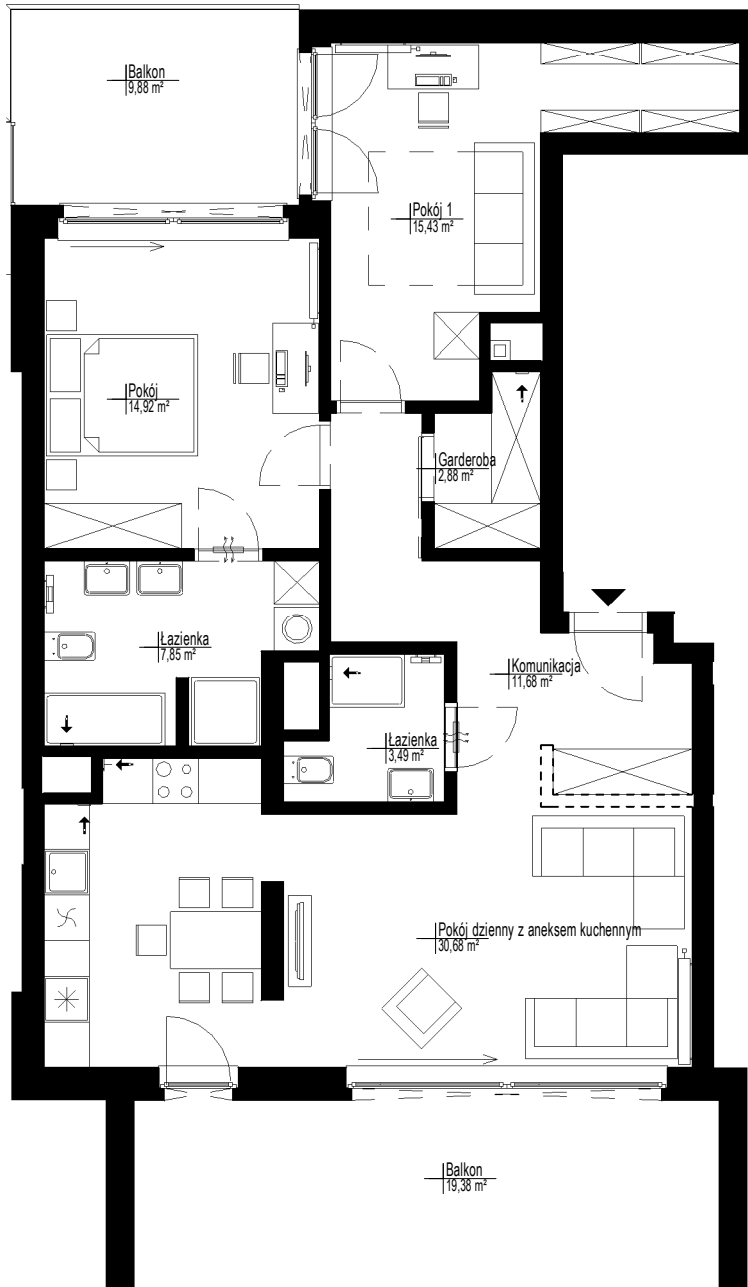 Balkon
9,88 m²
Pokój 1
15,43 m²
Pokój
14,92 m²
Garderoba
2,88 m²
Łazienka
7,85 m²
Komunikacja
11,68 m²
Łazienka
3,49 m²
Pokój dzienny z aneksem kuchennym
30,68 m²
Balkon
19,38 m²